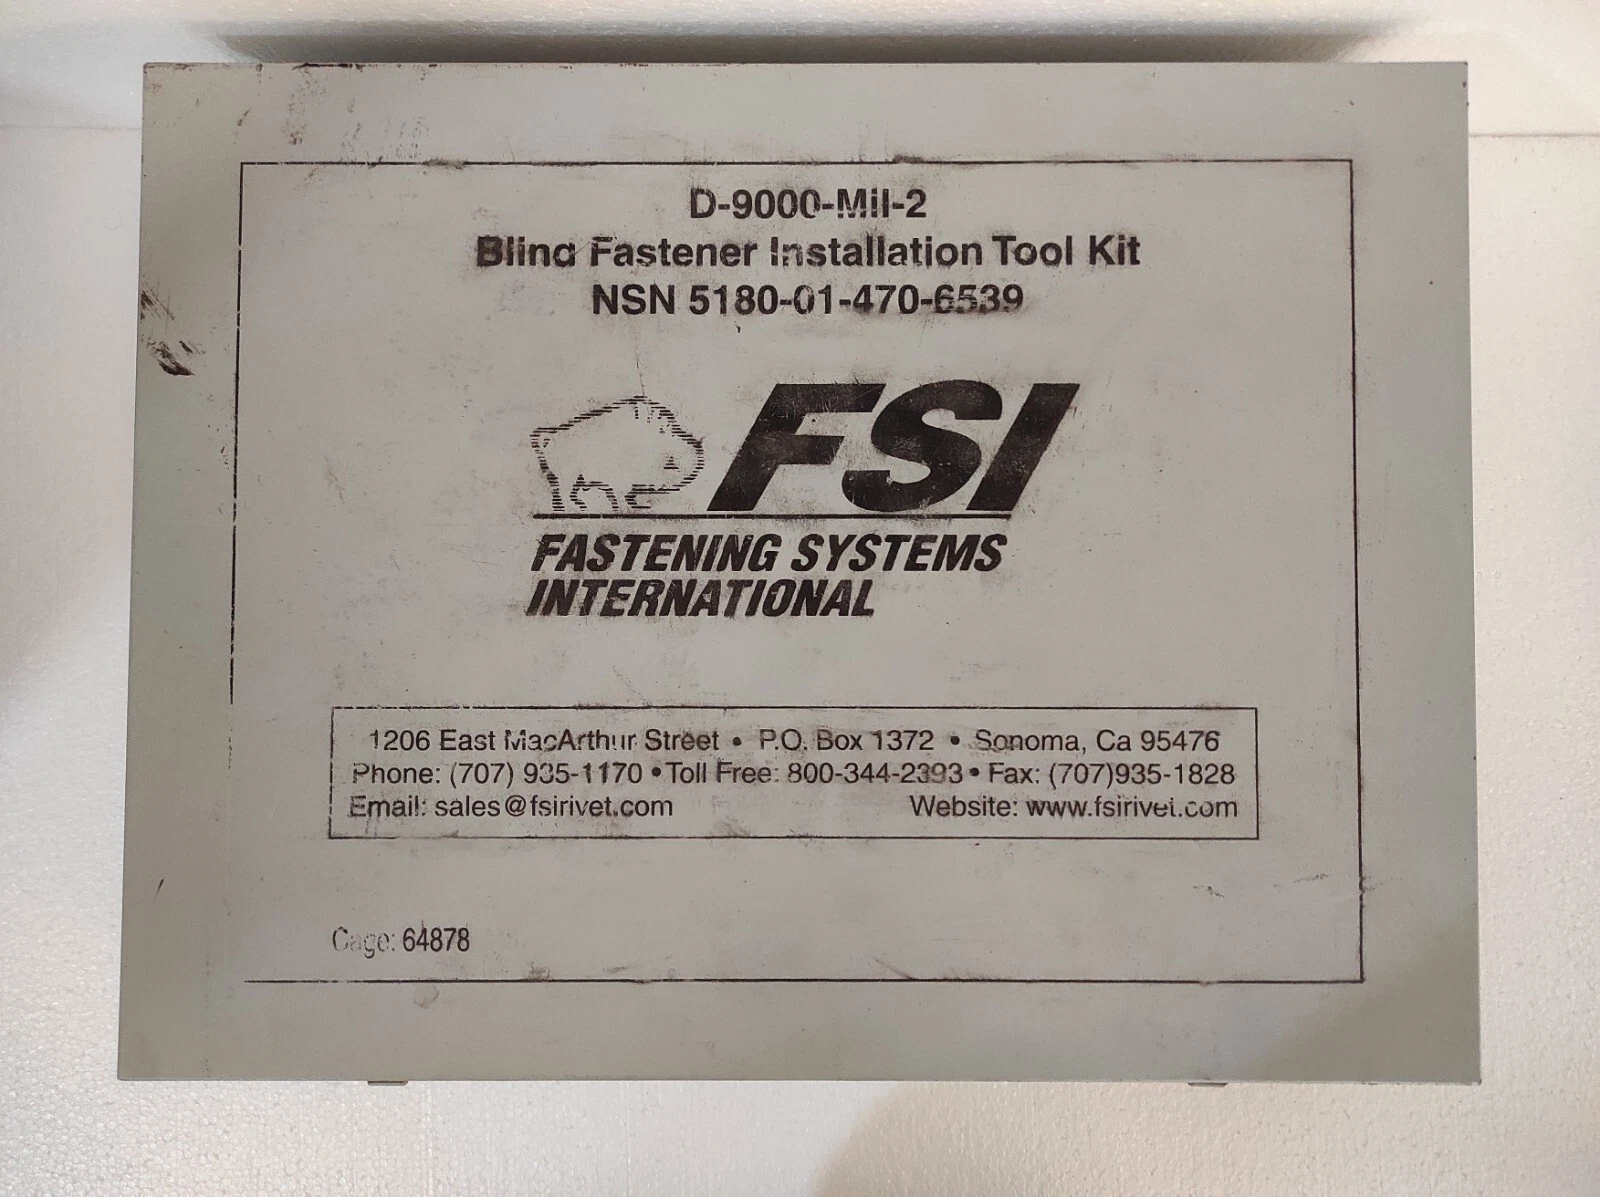 D-9000-Mil-2
Blind Fastener Installation Tool Kit
NSN 5180-01-470-6539
FSI
FASTENING SYSTEMS
INTERNATIONAL
1206 East MacArthur Street • P.O. Box 1372 • Sonoma, Ca 95476
Phone: (707) 935-1170 • Toll Free: 800-344-2393 • Fax: (707)935-1828
Email: sales@fsirivet.com Website: www.fsirivet.com
Cage: 64878